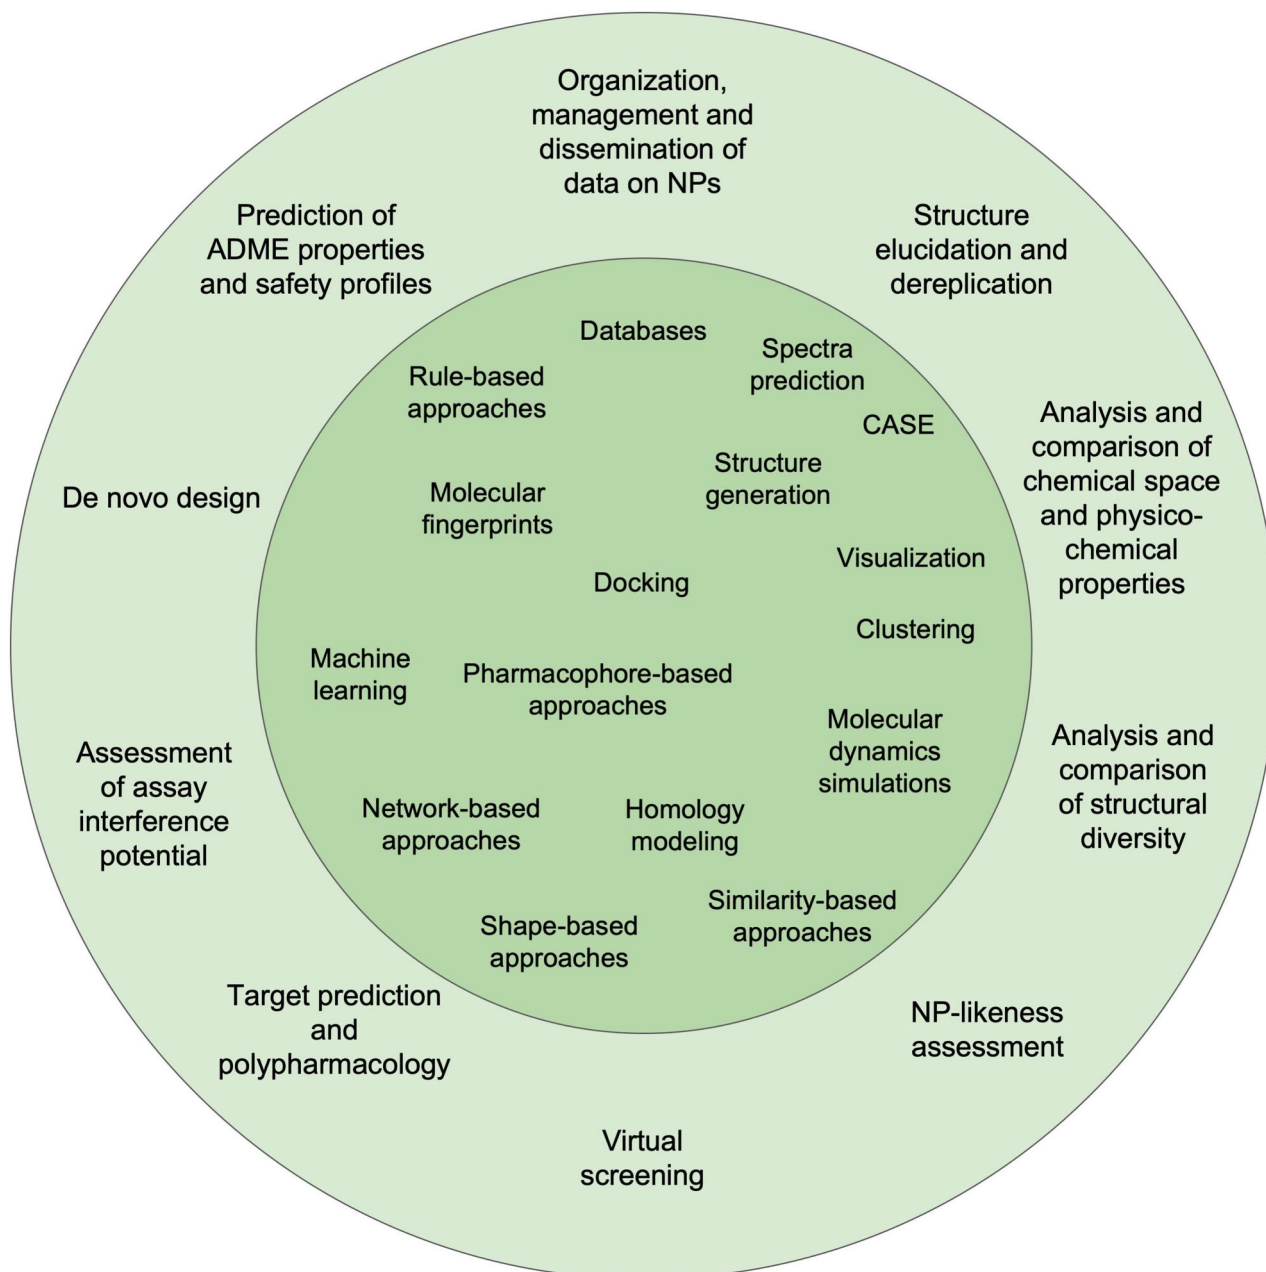 Organization,
management and
dissemination of
data on NPs
Prediction of
ADME properties
and safety profiles
Structure
elucidation and
dereplication
Databases
Spectra
prediction
Rule-based
approaches
CASE
Analysis and
comparison of
chemical space
and physico-
chemical
properties
Structure
generation
De novo design
Molecular
fingerprints
Visualization
Docking
Clustering
Machine
learning
Pharmacophore-based
approaches
Molecular
dynamics
simulations
Analysis and
comparison
of structural
diversity
Assessment
of assay
interference
potential
Network-based
approaches
Homology
modeling
Similarity-based
approaches
Shape-based
approaches
Target prediction
and
polypharmacology
NP-likeness
assessment
Virtual
screening